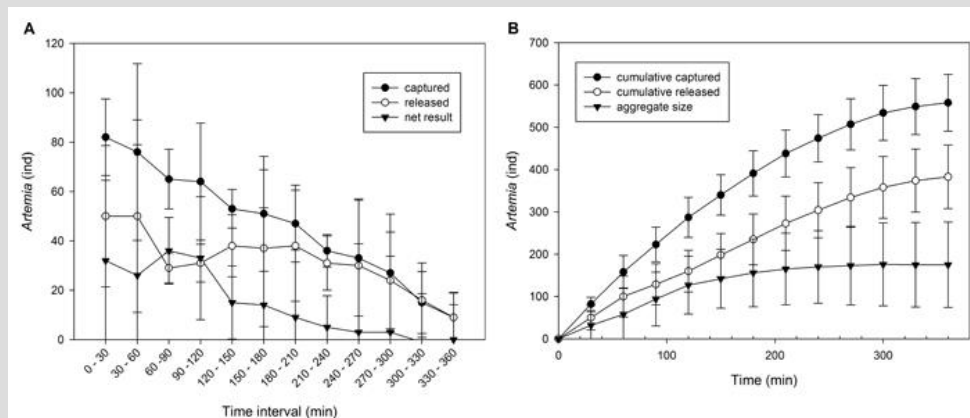 A
120
100
80
60
40
20
0
Artemia (ind)
captured
released
net result
0 - 30
30 - 60
60 -90
90 - 120
120 - 150
150 - 180
180 - 210
210 - 240
240 - 270
270 - 300
300 - 330
330 - 360
Time interval (min)
B
700
600
500
400
300
200
100
0
Artemia (ind)
cumulative captured
cumulative released
aggregate size
0
100
200
300
Time (min)